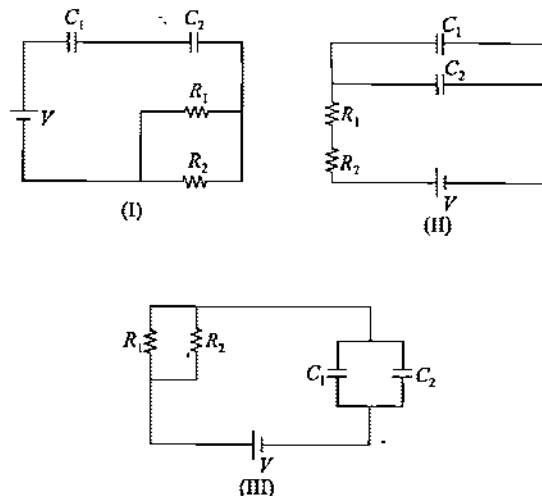 C₁ C₂
R₁
V
R₂
(I)
C₁
C₂
R₁
R₂
V
(II)
R₁ R₂
C₁ C₂
V
(III)